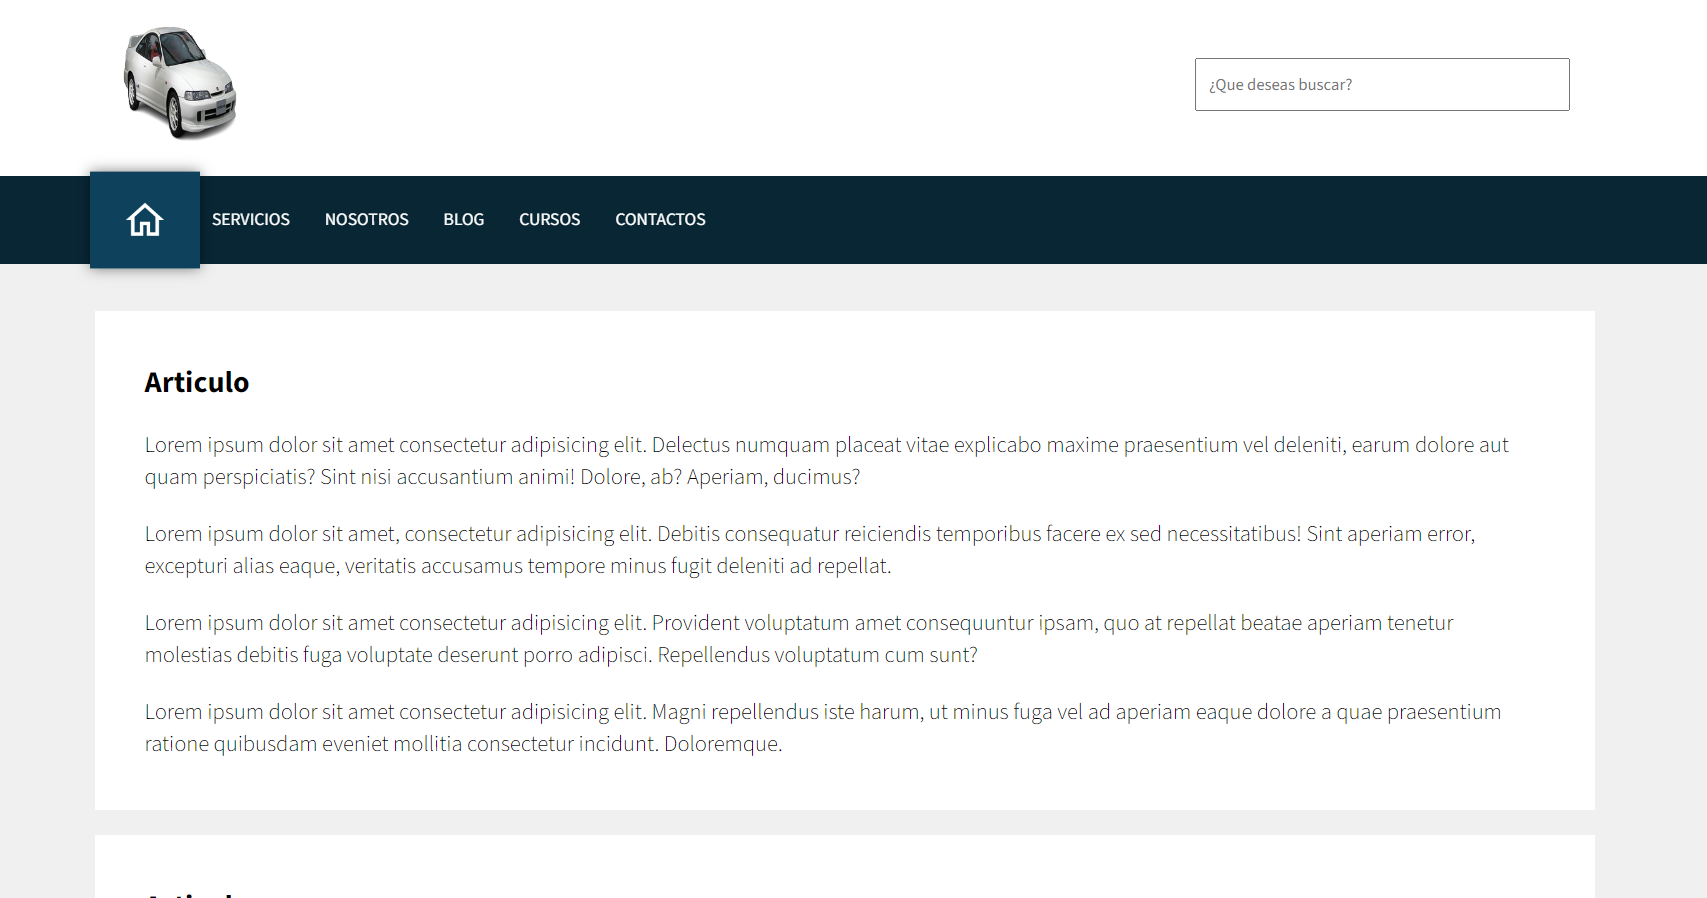 ¿Que deseas buscar?
SERVICIOS NOSOTROS BLOG CURSOS CONTACTOS
Articulo
Lorem ipsum dolor sit amet consectetur adipisicing elit. Delectus numquam placeat vitae explicabo maxime praesentium vel deleniti, earum dolore aut
quam perspiciatis? Sint nisi accusantium animi! Dolore, ab? Aperiam, ducimus?
Lorem ipsum dolor sit amet, consectetur adipisicing elit. Debitis consequatur reiciendis temporibus facere ex sed necessitatibus! Sint aperiam error,
excepturi alias eaque, veritatis accusamus tempore minus fugit deleniti ad repellat.
Lorem ipsum dolor sit amet consectetur adipisicing elit. Provident voluptatum amet consequuntur ipsam, quo at repellat beatae aperiam tenetur
molestias debitis fuga voluptate deserunt porro adipisci. Repellendus voluptatum cum sunt?
Lorem ipsum dolor sit amet consectetur adipisicing elit. Magni repellendus iste harum, ut minus fuga vel ad aperiam eaque dolore a quae praesentium
ratione quibusdam eveniet mollitia consectetur incidunt. Doloremque.